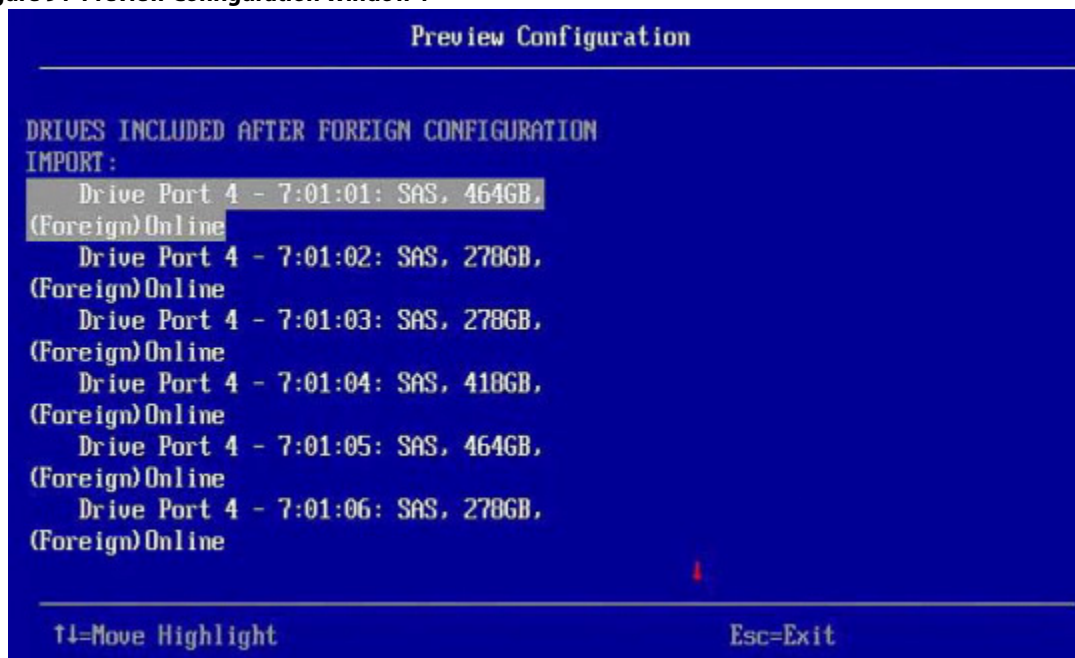 Preview Configuration
DRIVES INCLUDED AFTER FOREIGN CONFIGURATION
IMPORT:
Drive Port 4 - 7:01:01: SAS, 464GB,
(Foreign)Online
Drive Port 4 - 7:01:02: SAS, 278GB,
(Foreign)Online
Drive Port 4 - 7:01:03: SAS, 278GB,
(Foreign)Online
Drive Port 4 - 7:01:04: SAS, 418GB,
(Foreign)Online
Drive Port 4 - 7:01:05: SAS, 464GB,
(Foreign)Online
Drive Port 4 - 7:01:06: SAS, 278GB,
(Foreign)Online
↓
↑↓=Move Highlight Esc=Exit